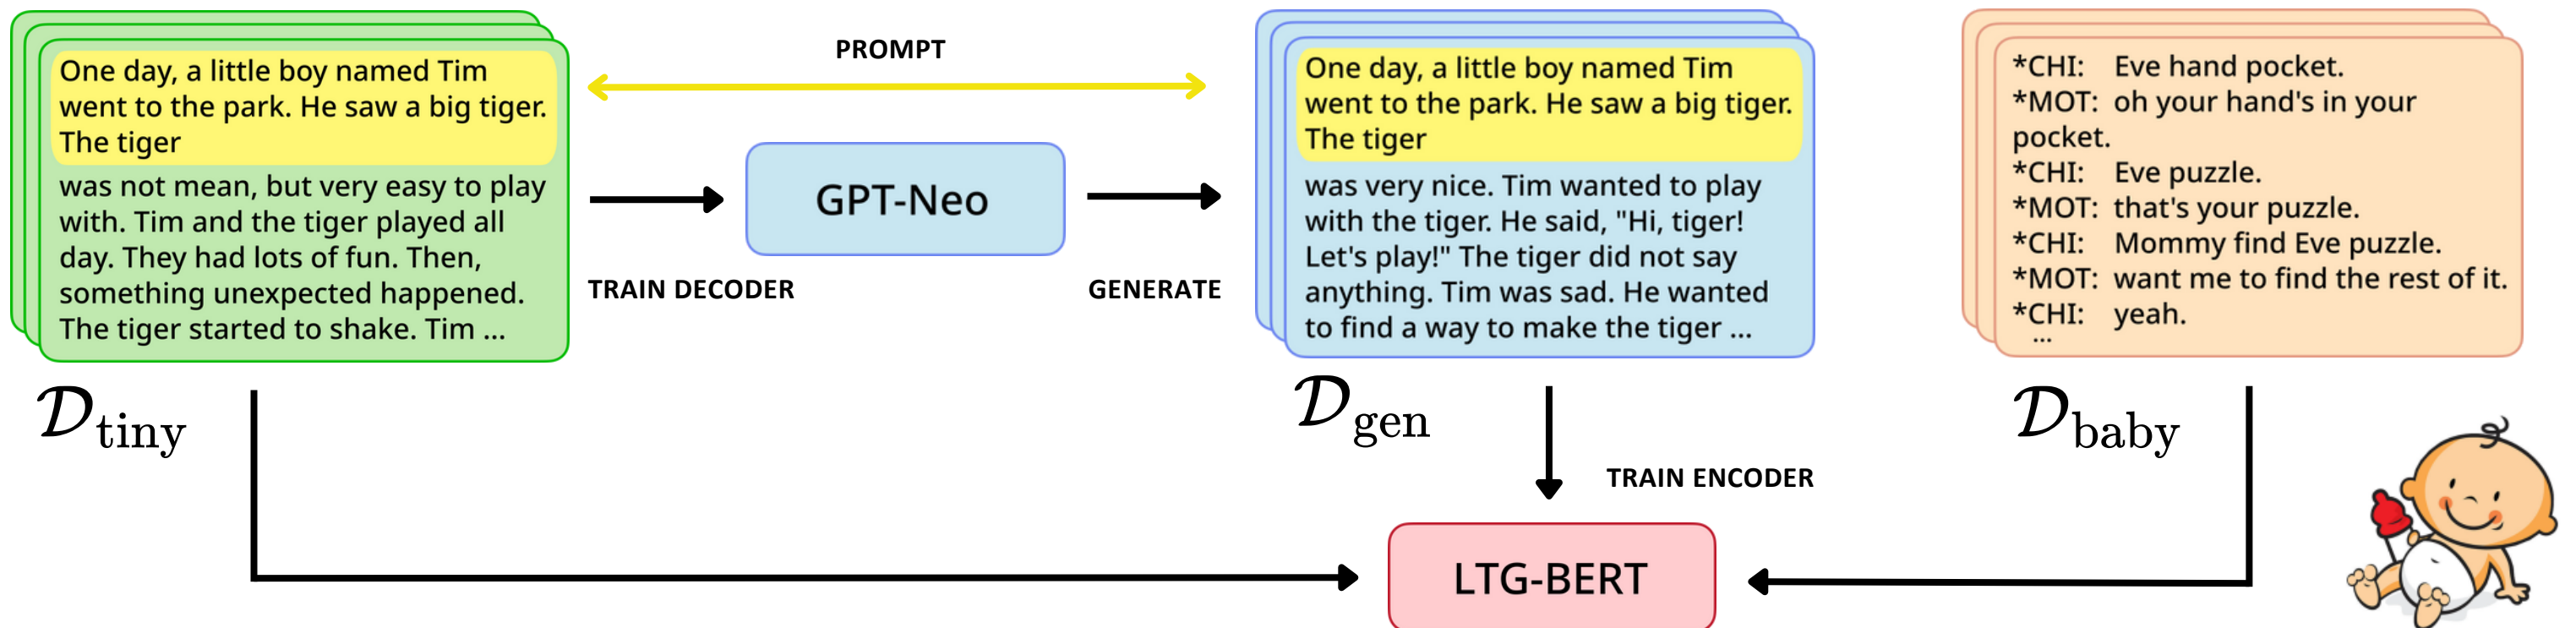 One day, a little boy named Tim
went to the park. He saw a big tiger.
The tiger
was not mean, but very easy to play
with. Tim and the tiger played all
day. They had lots of fun. Then,
something unexpected happened.
The tiger started to shake. Tim ...
𝒟tiny
PROMPT
GPT-Neo
TRAIN DECODER
GENERATE
One day, a little boy named Tim
went to the park. He saw a big tiger.
The tiger
was very nice. Tim wanted to play
with the tiger. He said, "Hi, tiger!
Let's play!" The tiger did not say
anything. Tim was sad. He wanted
to find a way to make the tiger ...
𝒟gen
*CHI: Eve hand pocket.
*MOT: oh your hand's in your
pocket.
*CHI: Eve puzzle.
*MOT: that's your puzzle.
*CHI: Mommy find Eve puzzle.
*MOT: want me to find the rest of it.
*CHI: yeah.
...
𝒟baby
TRAIN ENCODER
LTG-BERT